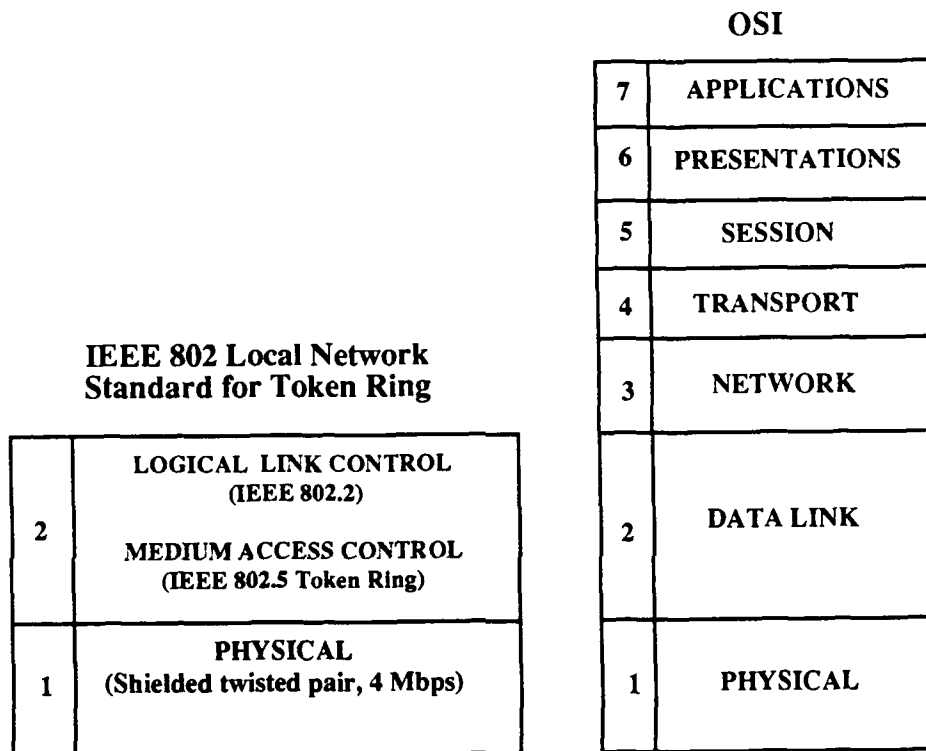 OSI
7 APPLICATIONS
6 PRESENTATIONS
5 SESSION
4 TRANSPORT
3 NETWORK
2 DATA LINK
1 PHYSICAL
IEEE 802 Local Network
Standard for Token Ring
2
LOGICAL LINK CONTROL
(IEEE 802.2)
MEDIUM ACCESS CONTROL
(IEEE 802.5 Token Ring)
1
PHYSICAL
(Shielded twisted pair, 4 Mbps)